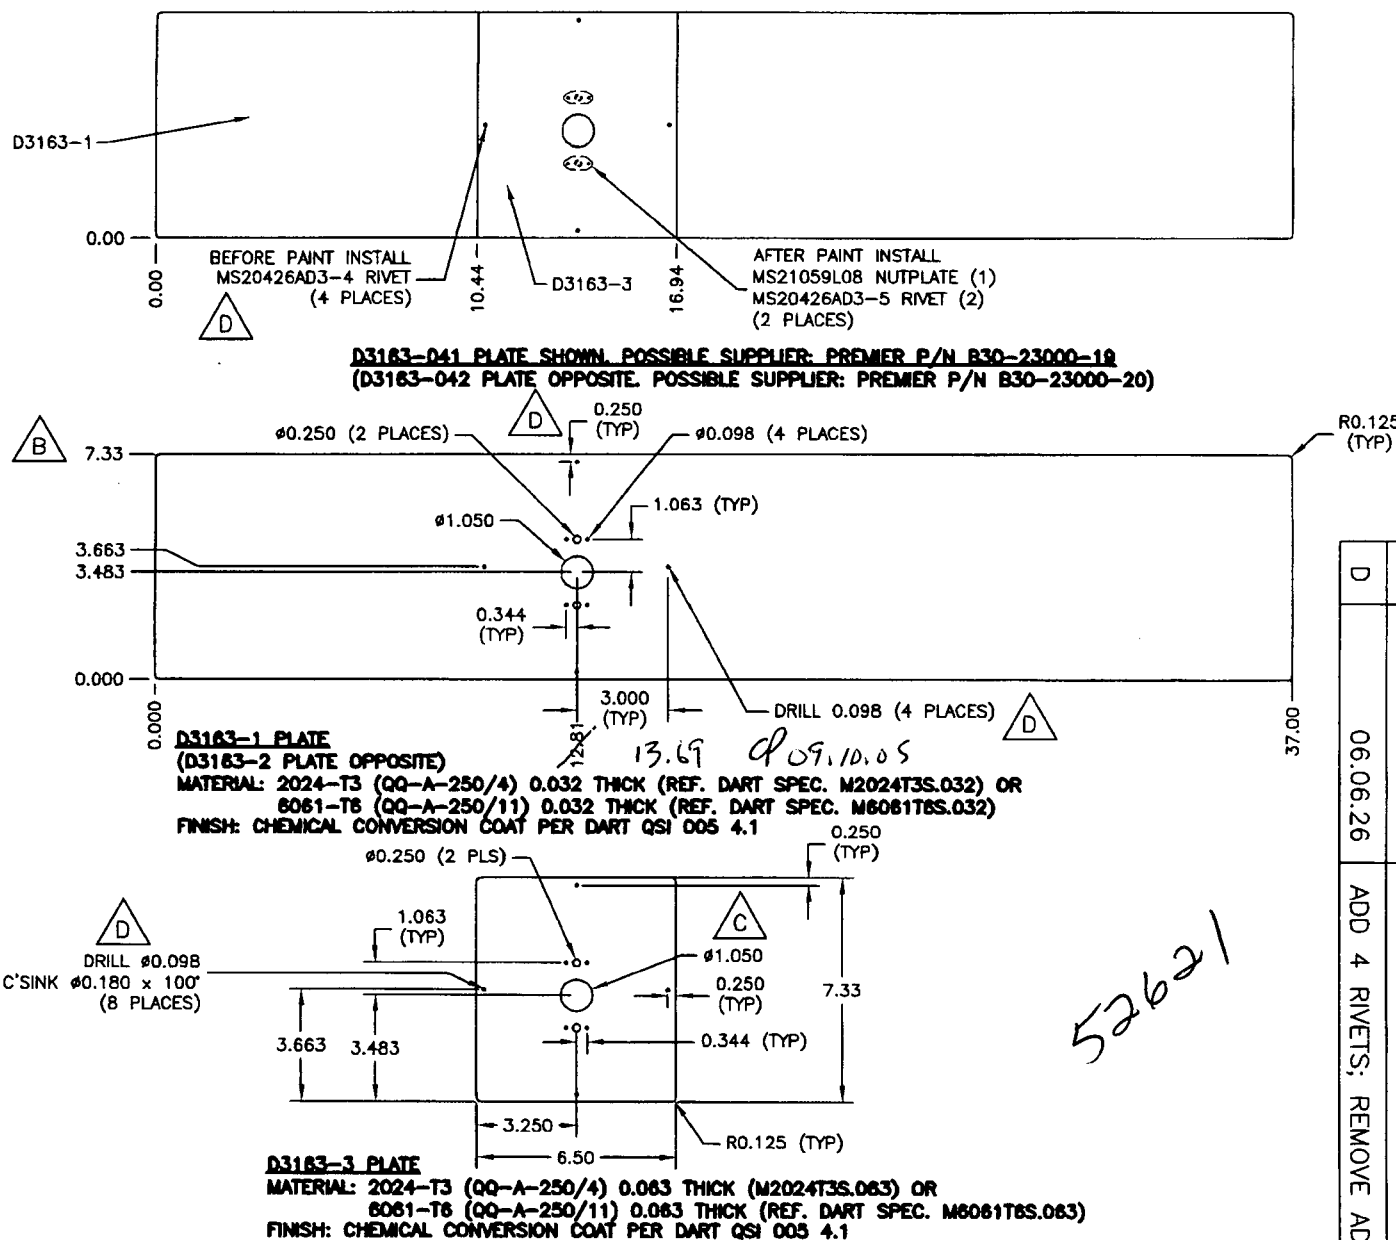 D3163-1
0.00
0.00
BEFORE PAINT INSTALL
MS20426AD3-4 RIVET
(4 PLACES)
D
10.44
D3163-3
16.94
AFTER PAINT INSTALL
MS21059L08 NUTPLATE (1)
MS20426AD3-5 RIVET (2)
(2 PLACES)
D3163-041 PLATE SHOWN. POSSIBLE SUPPLIER: PREMIER P/N B30-23000-19
(D3163-042 PLATE OPPOSITE. POSSIBLE SUPPLIER: PREMIER P/N B30-23000-20)
B
7.33
ø0.250 (2 PLACES)
D
0.250
(TYP)
ø0.098 (4 PLACES)
R0.125
(TYP)
1.063 (TYP)
ø1.050
3.663
3.483
0.344
(TYP)
0.000
0.000
12.81
3.000
(TYP)
DRILL 0.098 (4 PLACES)
D
37.00
13.69
09.10.05
D3163-1 PLATE
(D3163-2 PLATE OPPOSITE)
MATERIAL: 2024-T3 (QQ-A-250/4) 0.032 THICK (REF. DART SPEC. M2024T3S.032) OR
6061-T6 (QQ-A-250/11) 0.032 THICK (REF. DART SPEC. M6061T6S.032)
FINISH: CHEMICAL CONVERSION COAT PER DART QSI 005 4.1
ø0.250 (2 PLS)
0.250
(TYP)
D
DRILL ø0.098
C'SINK ø0.180 x 100°
(8 PLACES)
1.063
(TYP)
C
ø1.050
0.250
(TYP)
7.33
3.663
3.483
0.344 (TYP)
3.250
6.50
R0.125 (TYP)
D3163-3 PLATE
MATERIAL: 2024-T3 (QQ-A-250/4) 0.063 THICK (M2024T3S.063) OR
6061-T6 (QQ-A-250/11) 0.063 THICK (REF. DART SPEC. M6061T6S.063)
FINISH: CHEMICAL CONVERSION COAT PER DART QSI 005 4.1
52621
D
06.06.26
ADD 4 RIVETS; REMOVE